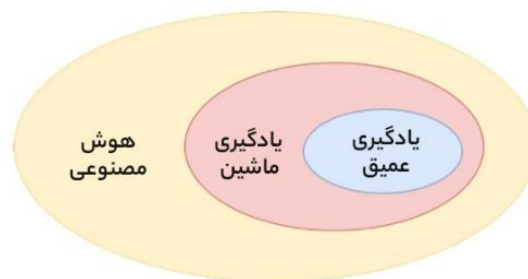 هوش
مصنوعی
یادگیری
ماشین
یادگیری
عمیق